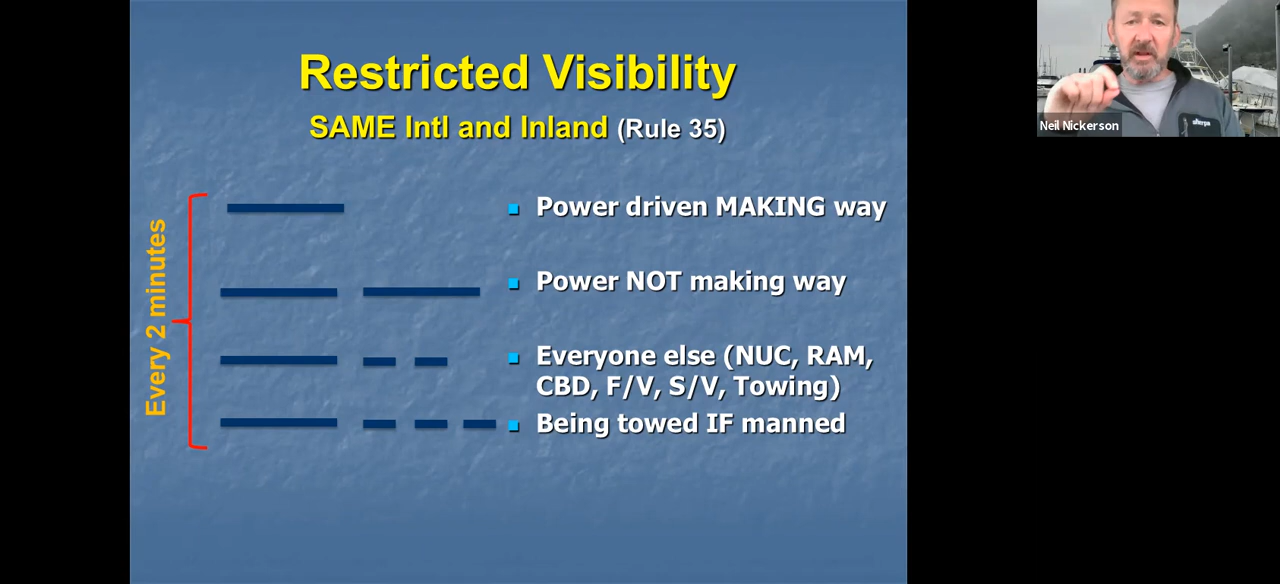 Restricted Visibility
SAME Intl and Inland (Rule 35)
Every 2 minutes
Power driven MAKING way
Power NOT making way
Everyone else (NUC, RAM,
CBD, F/V, S/V, Towing)
Being towed IF manned
Neil Nickerson
sherpa